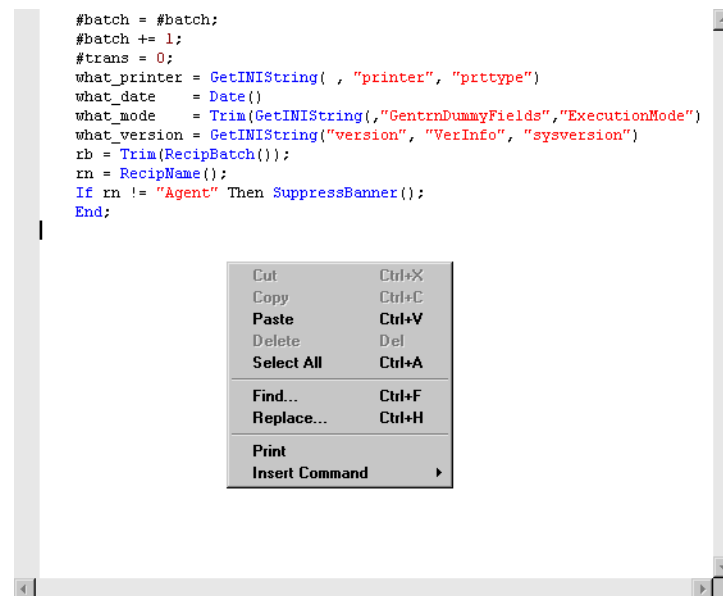 #batch = #batch;
#batch += 1;
#trans = 0;
what_printer = GetINIString( , "printer", "prttype")
what_date    = Date()
what_mode    = Trim(GetINIString(,"GentrnDummyFields","ExecutionMode")
what_version = GetINIString("version", "VerInfo", "sysversion")
rb = Trim(RecipBatch());
rn = RecipName();
If rn != "Agent" Then SuppressBanner();
End;
Cut Ctrl+X
Copy Ctrl+C
Paste Ctrl+V
Delete Del
Select All Ctrl+A
Find... Ctrl+F
Replace... Ctrl+H
Print
Insert Command